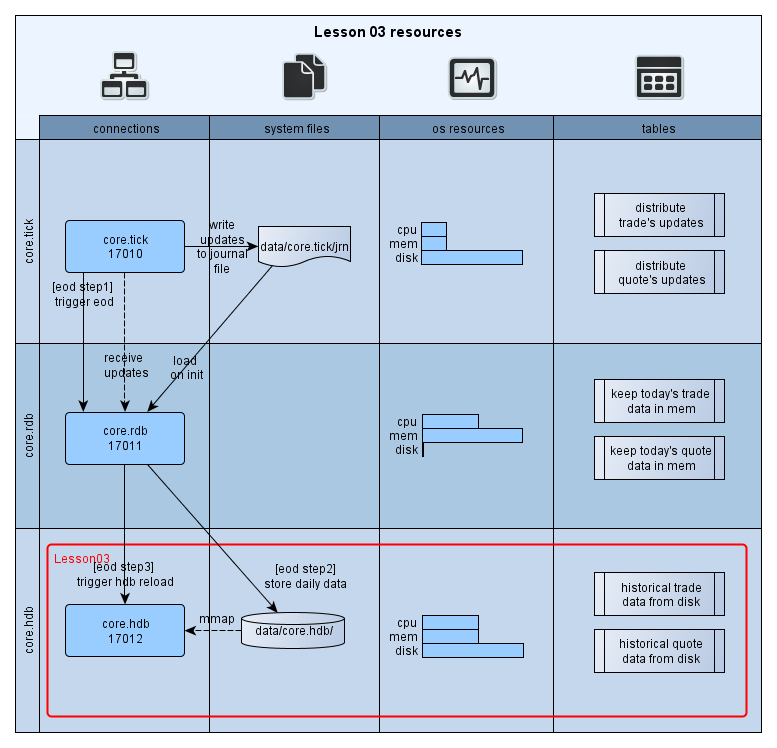 Lesson 03 resources
connections
system files
os resources
tables
core.tick
core.tick
17010
write
updates
to journal
file
data/core.tick/jrn
cpu
mem
disk
distribute
trade's updates
distribute
quote's updates
[eod step1]
trigger eod
receive
updates
load
on init
core.rdb
core.rdb
17011
cpu
mem
disk
keep today's trade
data in mem
keep today's quote
data in mem
core.hdb
Lesson03
[eod step3]
trigger hdb reload
[eod step2]
store daily data
core.hdb
17012
mmap
data/core.hdb/
cpu
mem
disk
historical trade
data from disk
historical quote
data from disk